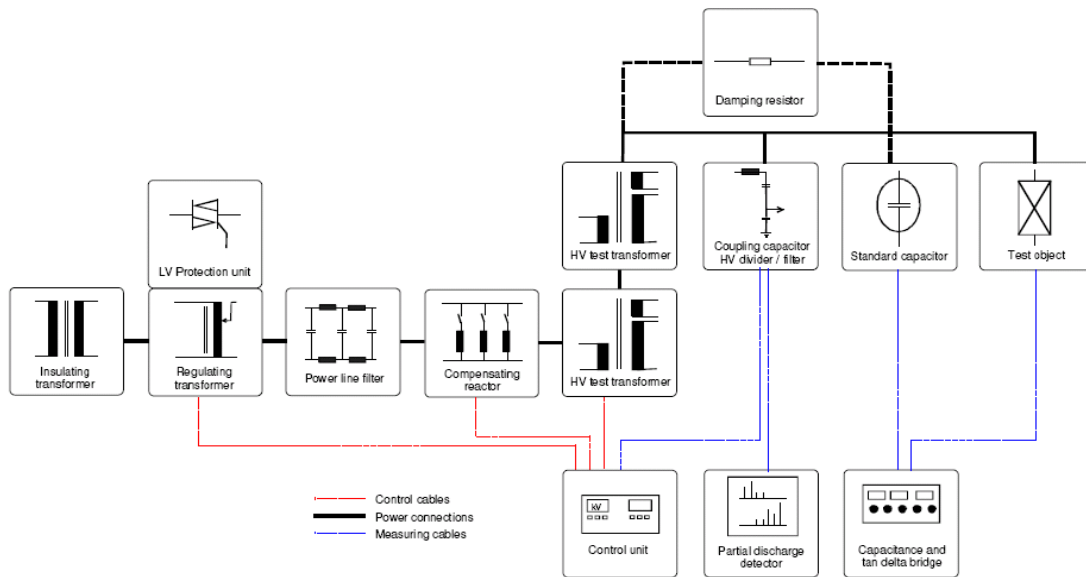 Damping resistor
LV Protection unit
HV test transformer
Coupling capacitor
HV divider / filter
Standard capacitor
Test object
Insulating
transformer
Regulating
transformer
Power line filter
Compensating
reactor
HV test transformer
Control cables
Power connections
Measuring cables
kV
Control unit
Partial discharge
detector
Capacitance and
tan delta bridge